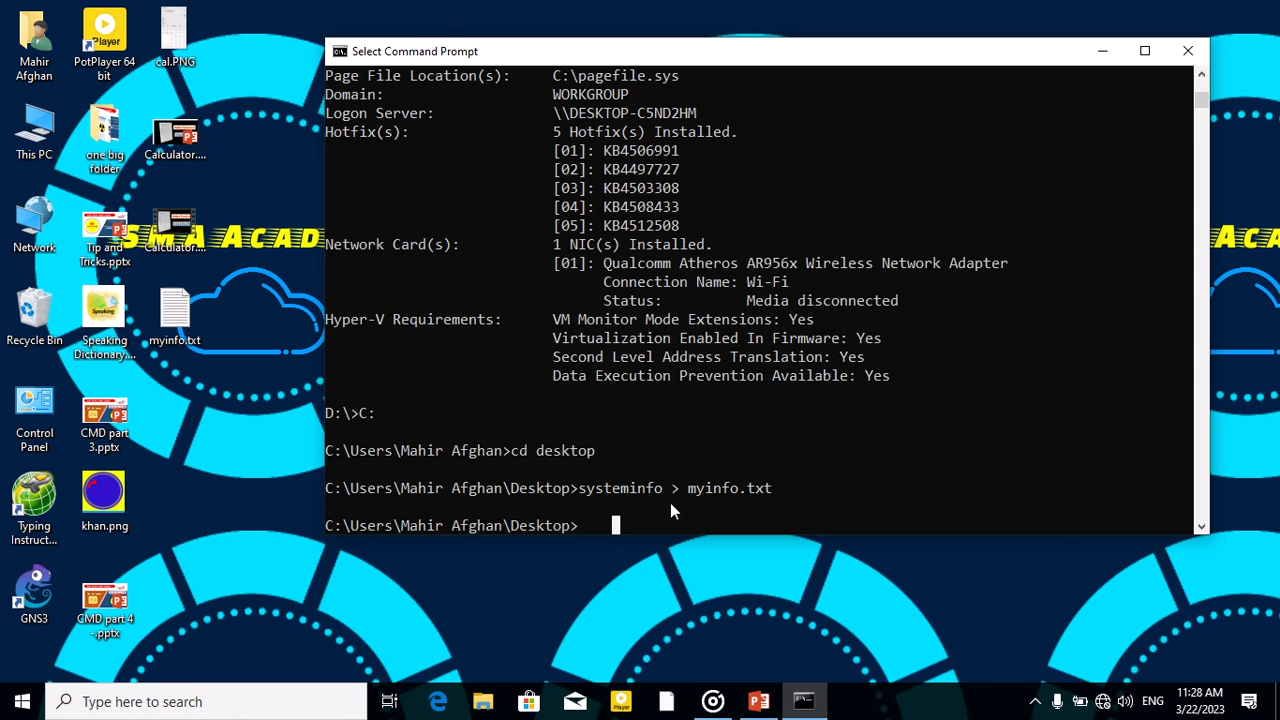 Mahir
Afghan
PotPlayer 64
bit
cal.PNG
Player
This PC
one big
folder
Calculator....
Network
Tip and
Tricks.pptx
Calculator....
Recycle Bin
Speaking
Speaking
Dictionary....
myinfo.txt
Control
Panel
CMD part
3.pptx
Typing
Instruct...
khan.png
GNS3
CMD part 4
-.pptx
SMA ACAD
AC
Select Command Prompt
Page File Location(s): C:\pagefile.sys
Domain: WORKGROUP
Logon Server: \\DESKTOP-C5ND2HM
Hotfix(s): 5 Hotfix(s) Installed.
[01]: KB4506991
[02]: KB4497727
[03]: KB4503308
[04]: KB4508433
[05]: KB4512508
Network Card(s): 1 NIC(s) Installed.
[01]: Qualcomm Atheros AR956x Wireless Network Adapter
Connection Name: Wi-Fi
Status: Media disconnected
Hyper-V Requirements: VM Monitor Mode Extensions: Yes
Virtualization Enabled In Firmware: Yes
Second Level Address Translation: Yes
Data Execution Prevention Available: Yes
D:\>C:
C:\Users\Mahir Afghan>cd desktop
C:\Users\Mahir Afghan\Desktop>systeminfo > myinfo.txt
C:\Users\Mahir Afghan\Desktop>
Type here to search
ENG
11:28 AM
3/22/2023